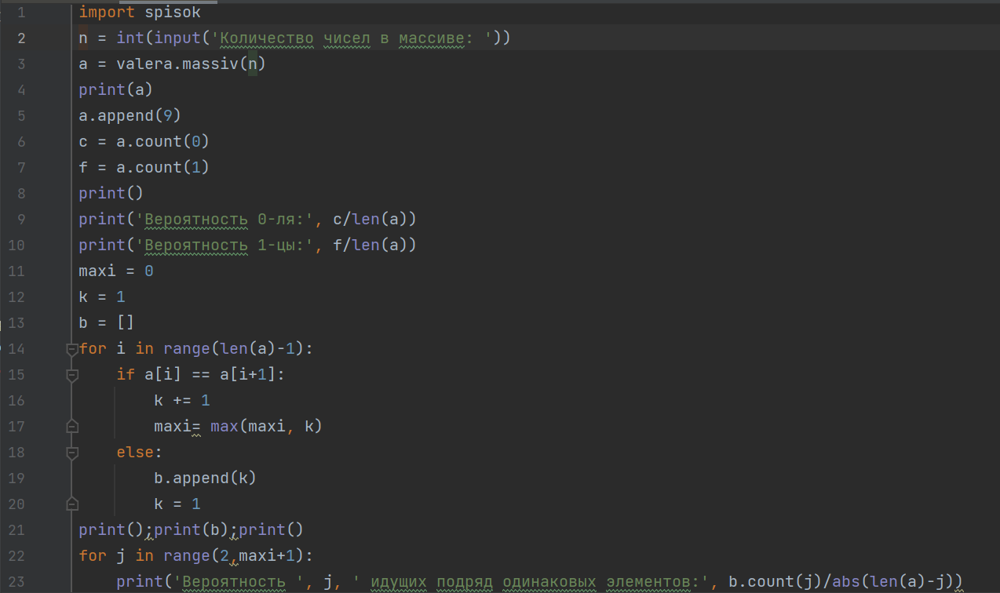 1 import spisok
2 n = int(input('Количество чисел в массиве: '))
3 a = valera.massiv(n)
4 print(a)
5 a.append(9)
6 c = a.count(0)
7 f = a.count(1)
8 print()
9 print('Вероятность 0-ля:', c/len(a))
10 print('Вероятность 1-цы:', f/len(a))
11 maxi = 0
12 k = 1
13 b = []
14 for i in range(len(a)-1):
15     if a[i] == a[i+1]:
16         k += 1
17         maxi= max(maxi, k)
18     else:
19         b.append(k)
20         k = 1
21 print();print(b);print()
22 for j in range(2,maxi+1):
23     print('Вероятность ', j, ' идущих подряд одинаковых элементов:', b.count(j)/abs(len(a)-j))